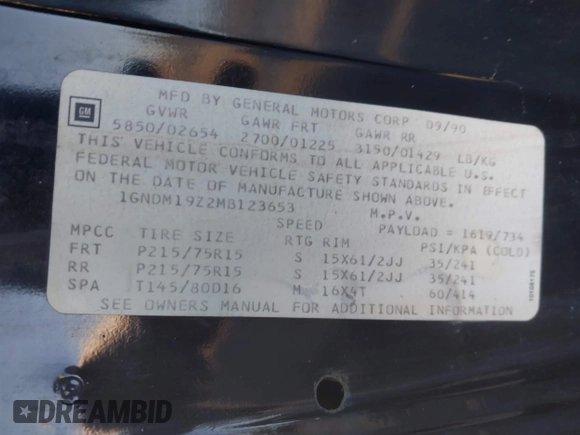 MFD BY GENERAL MOTORS CORP 09/90
GM
GVWR GAWR FRT GAWR RR
5850/02654 2700/01225 3150/01429 LB/KG
THIS VEHICLE CONFORMS TO ALL APPLICABLE U.S.
FEDERAL MOTOR VEHICLE SAFETY STANDARDS IN EFFECT
ON THE DATE OF MANUFACTURE SHOWN ABOVE.
1GNDM19Z2MB123653 M.P.V.
SPEED PAYLOAD = 1619/734
MPCC TIRE SIZE RTG RIM PSI/KPA (COLD)
FRT P215/75R15 S 15X61/2JJ 35/241
RR P215/75R15 S 15X61/2JJ 35/241
SPA T145/80D16 M 16X4T 60/414
SEE OWNERS MANUAL FOR ADDITIONAL INFORMATION
DREAMBID